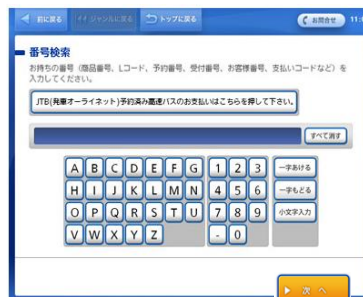 前に戻る ジャンルに戻る トップに戻る お問合せ 11:
番号検索
お持ちの番号(商品番号、Lコード、予約番号、受付番号、お客様番号、支払いコードなど)を
入力してください。
JTB(発車オーライネット)予約済み高速バスのお支払いはこちらを押して下さい。
すべて消す
A B C D E F G 1 2 3 一字あける
H I J K L M N 4 5 6 一字もどる
O P Q R S T U 7 8 9 小文字入力
V W X Y Z - 0
次 へ